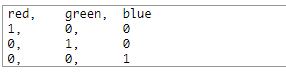 red,    green,  blue
1,      0,      0
0,      1,      0
0,      0,      1